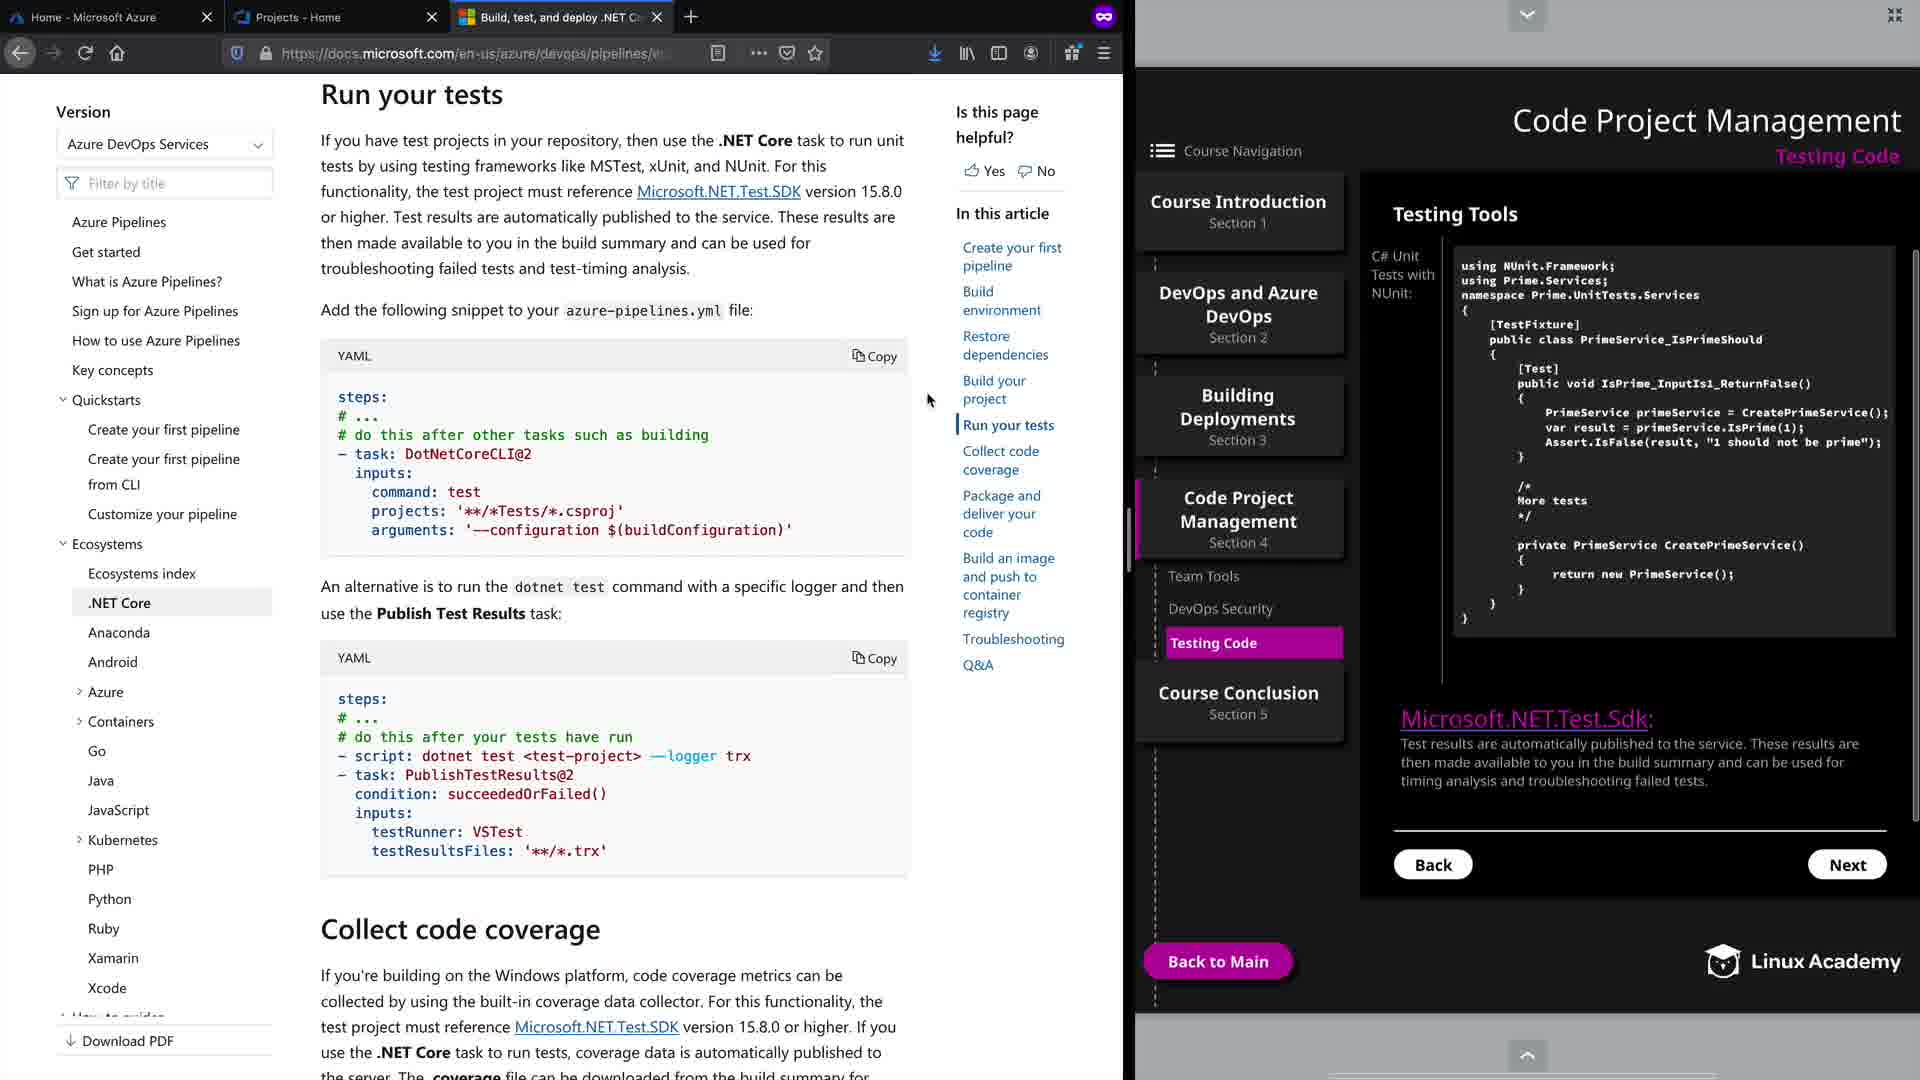 Home - Microsoft Azure
Projects - Home
Build, test, and deploy .NET Co
https://docs.microsoft.com/en-us/azure/devops/pipelines/e
Version
Azure DevOps Services
Filter by title
Azure Pipelines
Get started
What is Azure Pipelines?
Sign up for Azure Pipelines
How to use Azure Pipelines
Key concepts
Quickstarts
Create your first pipeline
Create your first pipeline
from CLI
Customize your pipeline
Ecosystems
Ecosystems index
.NET Core
Anaconda
Android
Azure
Containers
Go
Java
JavaScript
Kubernetes
PHP
Python
Ruby
Xamarin
Xcode
How-to guides
Download PDF
Run your tests
If you have test projects in your repository, then use the .NET Core task to run unit
tests by using testing frameworks like MSTest, xUnit, and NUnit. For this
functionality, the test project must reference Microsoft.NET.Test.SDK version 15.8.0
or higher. Test results are automatically published to the service. These results are
then made available to you in the build summary and can be used for
troubleshooting failed tests and test-timing analysis.
Add the following snippet to your azure-pipelines.yml file:
YAML
Copy
steps:
# ...
# do this after other tasks such as building
- task: DotNetCoreCLI@2
inputs:
command: test
projects: '**/*Tests/*.csproj'
arguments: '--configuration $(buildConfiguration)'
An alternative is to run the dotnet test command with a specific logger and then
use the Publish Test Results task:
YAML
Copy
steps:
# ...
# do this after your tests have run
- script: dotnet test <test-project> --logger trx
- task: PublishTestResults@2
condition: succeededOrFailed()
inputs:
testRunner: VSTest
testResultsFiles: '**/*.trx'
Collect code coverage
If you're building on the Windows platform, code coverage metrics can be
collected by using the built-in coverage data collector. For this functionality, the
test project must reference Microsoft.NET.Test.SDK version 15.8.0 or higher. If you
use the .NET Core task to run tests, coverage data is automatically published to
the server. The .coverage file can be downloaded from the build summary for
Is this page
helpful?
Yes
No
In this article
Create your first
pipeline
Build
environment
Restore
dependencies
Build your
project
Run your tests
Collect code
coverage
Package and
deliver your
code
Build an image
and push to
container
registry
Troubleshooting
Q&A
Code Project Management
Testing Code
Course Navigation
Course Introduction
Section 1
DevOps and Azure
DevOps
Section 2
Building
Deployments
Section 3
Code Project
Management
Section 4
Team Tools
DevOps Security
Testing Code
Course Conclusion
Section 5
Back to Main
Testing Tools
C# Unit
Tests with
NUnit:
using NUnit.Framework;
using Prime.Services;
namespace Prime.UnitTests.Services
{
[TestFixture]
public class PrimeService_IsPrimeShould
{
[Test]
public void IsPrime_InputIs1_ReturnFalse()
{
PrimeService primeService = CreatePrimeService();
var result = primeService.IsPrime(1);
Assert.IsFalse(result, "1 should not be prime");
}
/*
More tests
*/
private PrimeService CreatePrimeService()
{
return new PrimeService();
}
}
}
Microsoft.NET.Test.Sdk:
Test results are automatically published to the service. These results are
then made available to you in the build summary and can be used for
timing analysis and troubleshooting failed tests.
Back
Next
Linux Academy